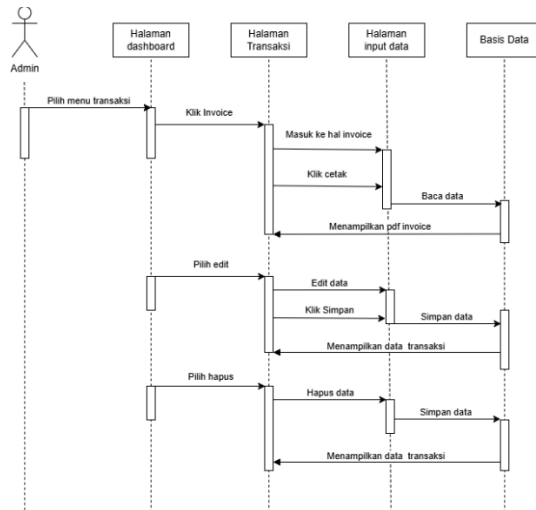 Halaman
dashboard
Halaman
Transaksi
Halaman
input data
Basis Data
Admin
Pilih menu transaksi
Klik Invoice
Masuk ke hal invoice
Klik cetak
Baca data
Menampilkan pdf invoice
Pilih edit
Edit data
Klik Simpan
Simpan data
Menampilkan data transaksi
Pilih hapus
Hapus data
Simpan data
Menampilkan data transaksi